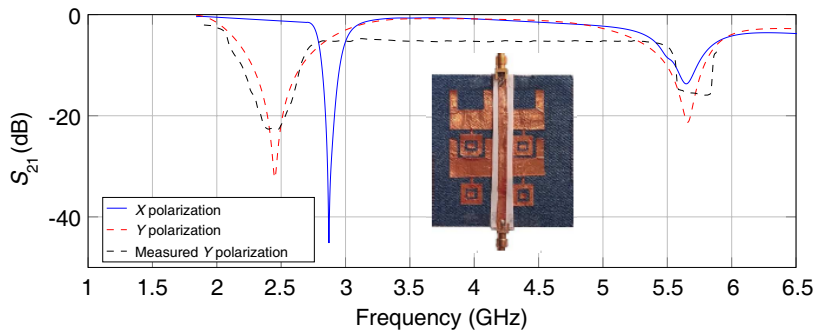 0
-20
-40
S21 (dB)
X polarization
Y polarization
Measured Y polarization
1 1.5 2 2.5 3 3.5 4 4.5 5 5.5 6 6.5
Frequency (GHz)